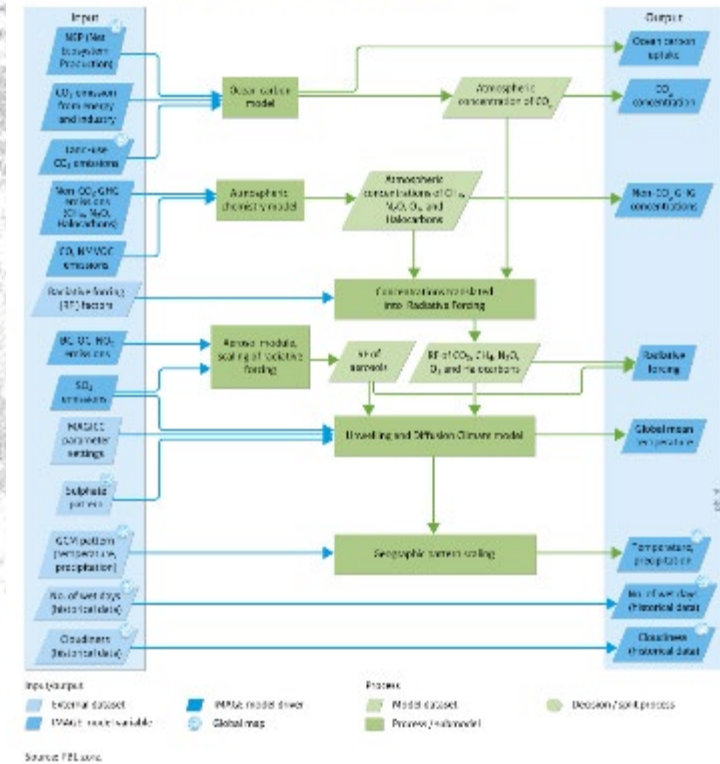 Input
Output
NEP (Net
Ecosystem
Production)
Ocean carbon
uptake
CO₂ emission
from energy
and industry
Ocean carbon
model
Atmospheric
concentration of CO₂
CO₂
concentration
Land-use
CO₂ emissions
Non-CO₂ GHG
emissions
(CH₄, N₂O,
Halocarbons)
Atmospheric
chemistry model
Atmospheric
concentrations of CH₄,
N₂O, O₃, and
Halocarbons
Non-CO₂ GHG
concentrations
CO, NMVOC
emissions
Radiative forcing
(RF) factors
Concentrations translated
into Radiative Forcing
BC, OC, NOₓ
emissions
Aerosol module,
scaling of radiative
forcing
RF of
aerosols
RF of CO₂, CH₄, N₂O,
O₃ and Halocarbons
Radiative
forcing
SO₂
emissions
MAGICC
parameter
settings
Upwelling and Diffusion Climate model
Global mean
temperature
Sulphate
pattern
GCM pattern
(temperature,
precipitation)
Geographic pattern scaling
Temperature,
precipitation
No. of wet days
(historical data)
No. of wet days
(historical data)
Cloudiness
(historical data)
Cloudiness
(historical data)
Input/output
Process
External dataset
IMAGE model driver
Model dataset
Decision / split process
IMAGE model variable
Global map
Process / submodel
Source: PBL